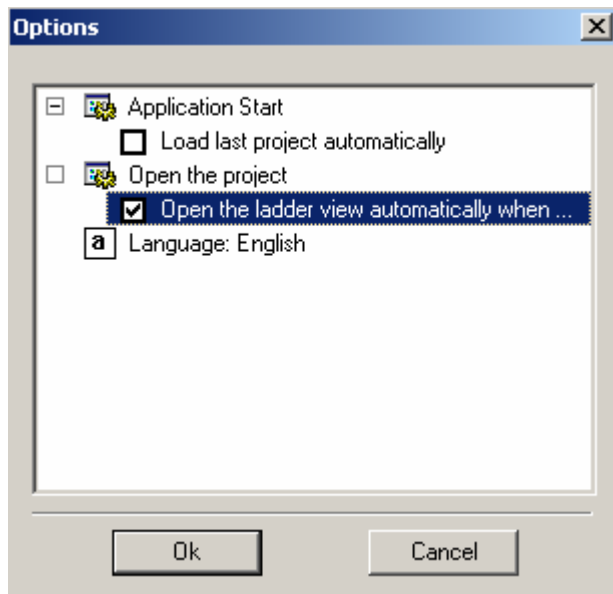 Options
Application Start
Load last project automatically
Open the project
Open the ladder view automatically when ...
a Language: English
Ok
Cancel